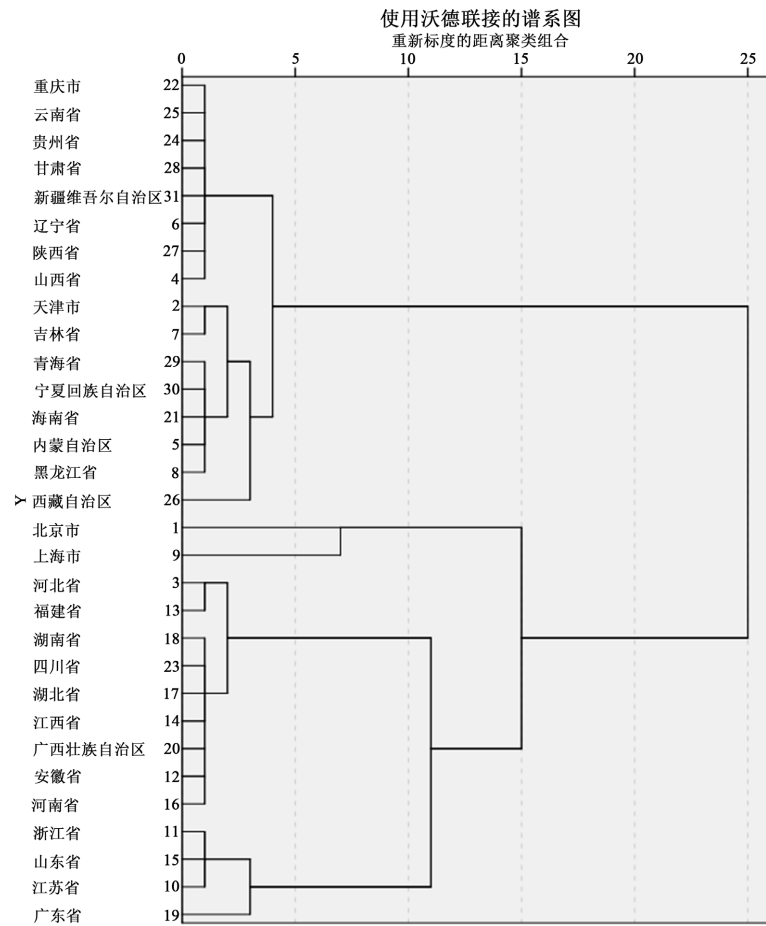 使用沃德联接的谱系图
重新标度的距离聚类组合
0 5 10 15 20 25
重庆市 22
云南省 25
贵州省 24
甘肃省 28
新疆维吾尔自治区31
辽宁省 6
陕西省 27
山西省 4
天津市 2
吉林省 7
青海省 29
宁夏回族自治区 30
海南省 21
内蒙自治区 5
黑龙江省 8
Y 西藏自治区 26
北京市 1
上海市 9
河北省 3
福建省 13
湖南省 18
四川省 23
湖北省 17
江西省 14
广西壮族自治区 20
安徽省 12
河南省 16
浙江省 11
山东省 15
江苏省 10
广东省 19